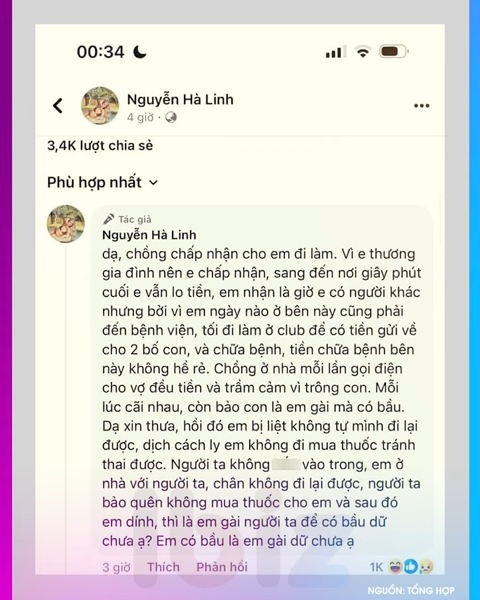 00:34
Nguyễn Hà Linh
4 giờ ·
3,4K lượt chia sẻ
Phù hợp nhất
Tác giả
Nguyễn Hà Linh
dạ, chồng chấp nhận cho em đi làm. Vì e thương
gia đình nên e chấp nhận, sang đến nơi giây phút
cuối e vẫn lo tiền, em nhận là giờ e có người khác
nhưng bởi vì em ngày nào ở bên này cũng phải
đến bệnh viện, tối đi làm ở club để có tiền gửi về
cho 2 bố con, và chữa bệnh, tiền chữa bệnh bên
này không hề rẻ. Chồng ở nhà mỗi lần gọi điện
cho vợ đều tiền và trầm cảm vì trông con. Mỗi
lúc cãi nhau, còn bảo con là em gài mà có bầu.
Dạ xin thưa, hồi đó em bị liệt không tự mình đi lại
được, dịch cách ly em không đi mua thuốc tránh
thai được. Người ta không vào trong, em ở
nhà với người ta, chân không đi lại được, người ta
bảo quên không mua thuốc cho em và sau đó
em dính, thì là em gài người ta để có bầu dữ
chưa ạ? Em có bầu là em gài dữ chưa ạ
3 giờ Thích Phản hồi 1K
NGUỒN: TỔNG HỢP